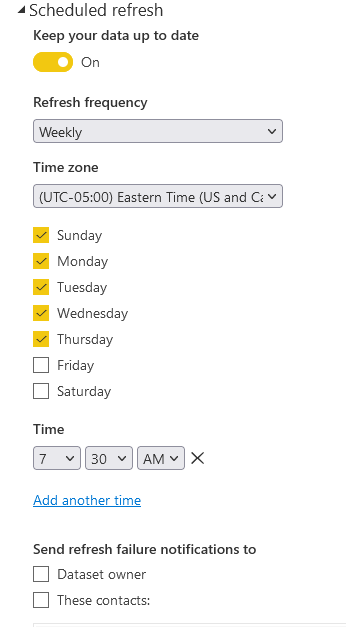 Scheduled refresh
Keep your data up to date
On
Refresh frequency
Weekly
Time zone
(UTC-05:00) Eastern Time (US and Ca
Sunday
Monday
Tuesday
Wednesday
Thursday
Friday
Saturday
Time
7 30 AM
Add another time
Send refresh failure notifications to
Dataset owner
These contacts: